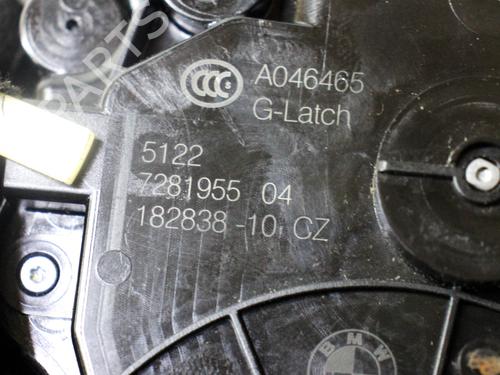 CCC A046465
G-Latch
5122
7281955 04
182838-10, CZ
BMW